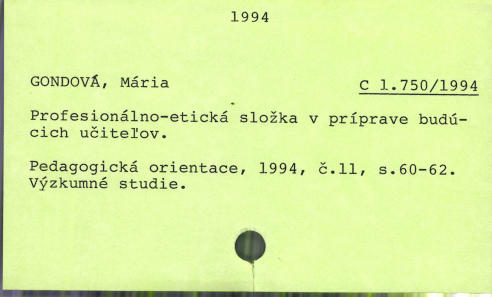 1994
GONDOVÁ, Mária C 1.750/1994
Profesionálno-etická složka v príprave budú-
cich učiteľov.
Pedagogická orientace, 1994, č.11, s.60-62.
Výzkumné studie.